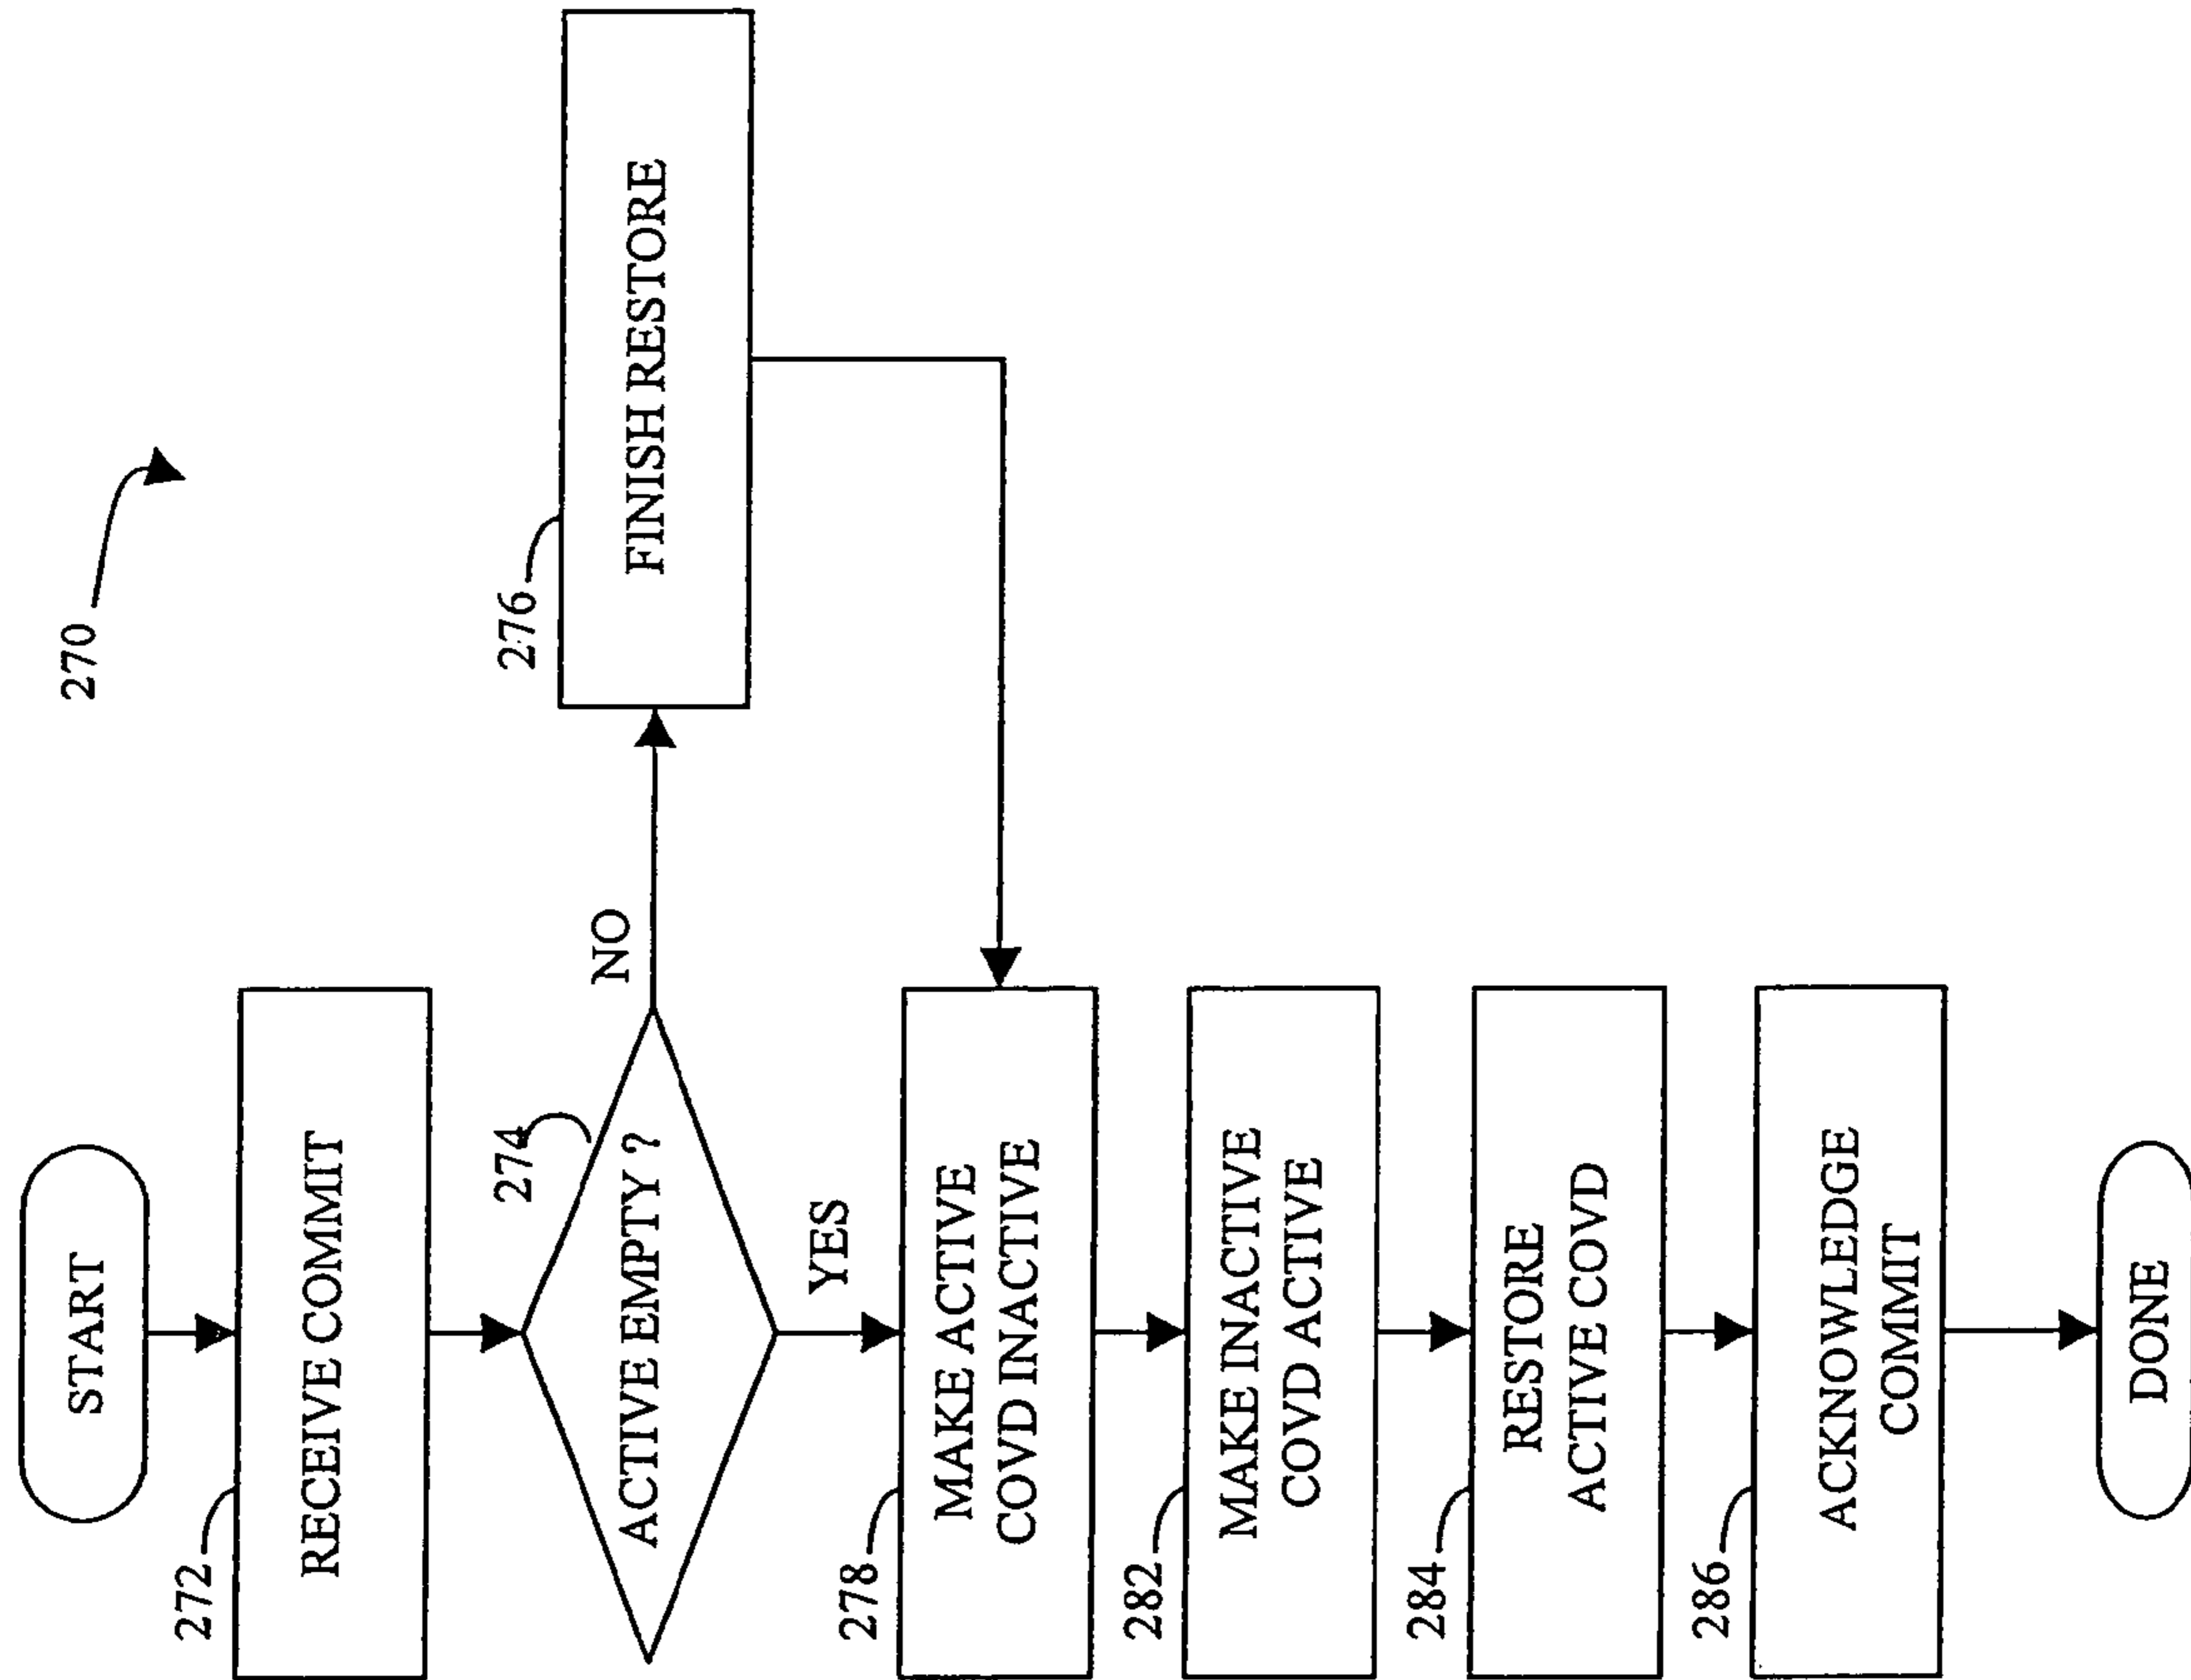 270
START
272
RECEIVE COMMIT
274
ACTIVE EMPTY ?
NO
276
FINISH RESTORE
YES
278
MAKE ACTIVE
COVD INACTIVE
282
MAKE INACTIVE
COVD ACTIVE
284
RESTORE
ACTIVE COVD
286
ACKNOWLEDGE
COMMIT
DONE